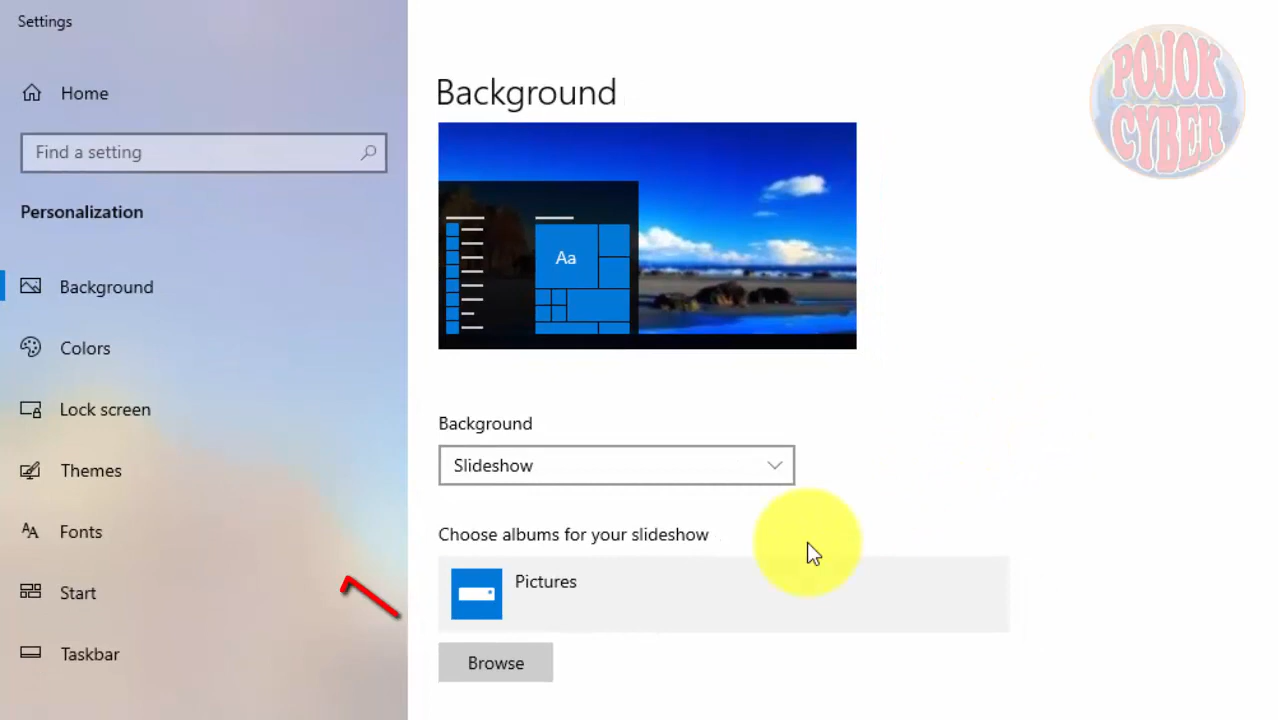 Settings
Home
Find a setting
Personalization
Background
Colors
Lock screen
Themes
Fonts
Start
Taskbar
Background
Aa
Background
Slideshow
Choose albums for your slideshow
Pictures
Browse
POJOK
CYBER